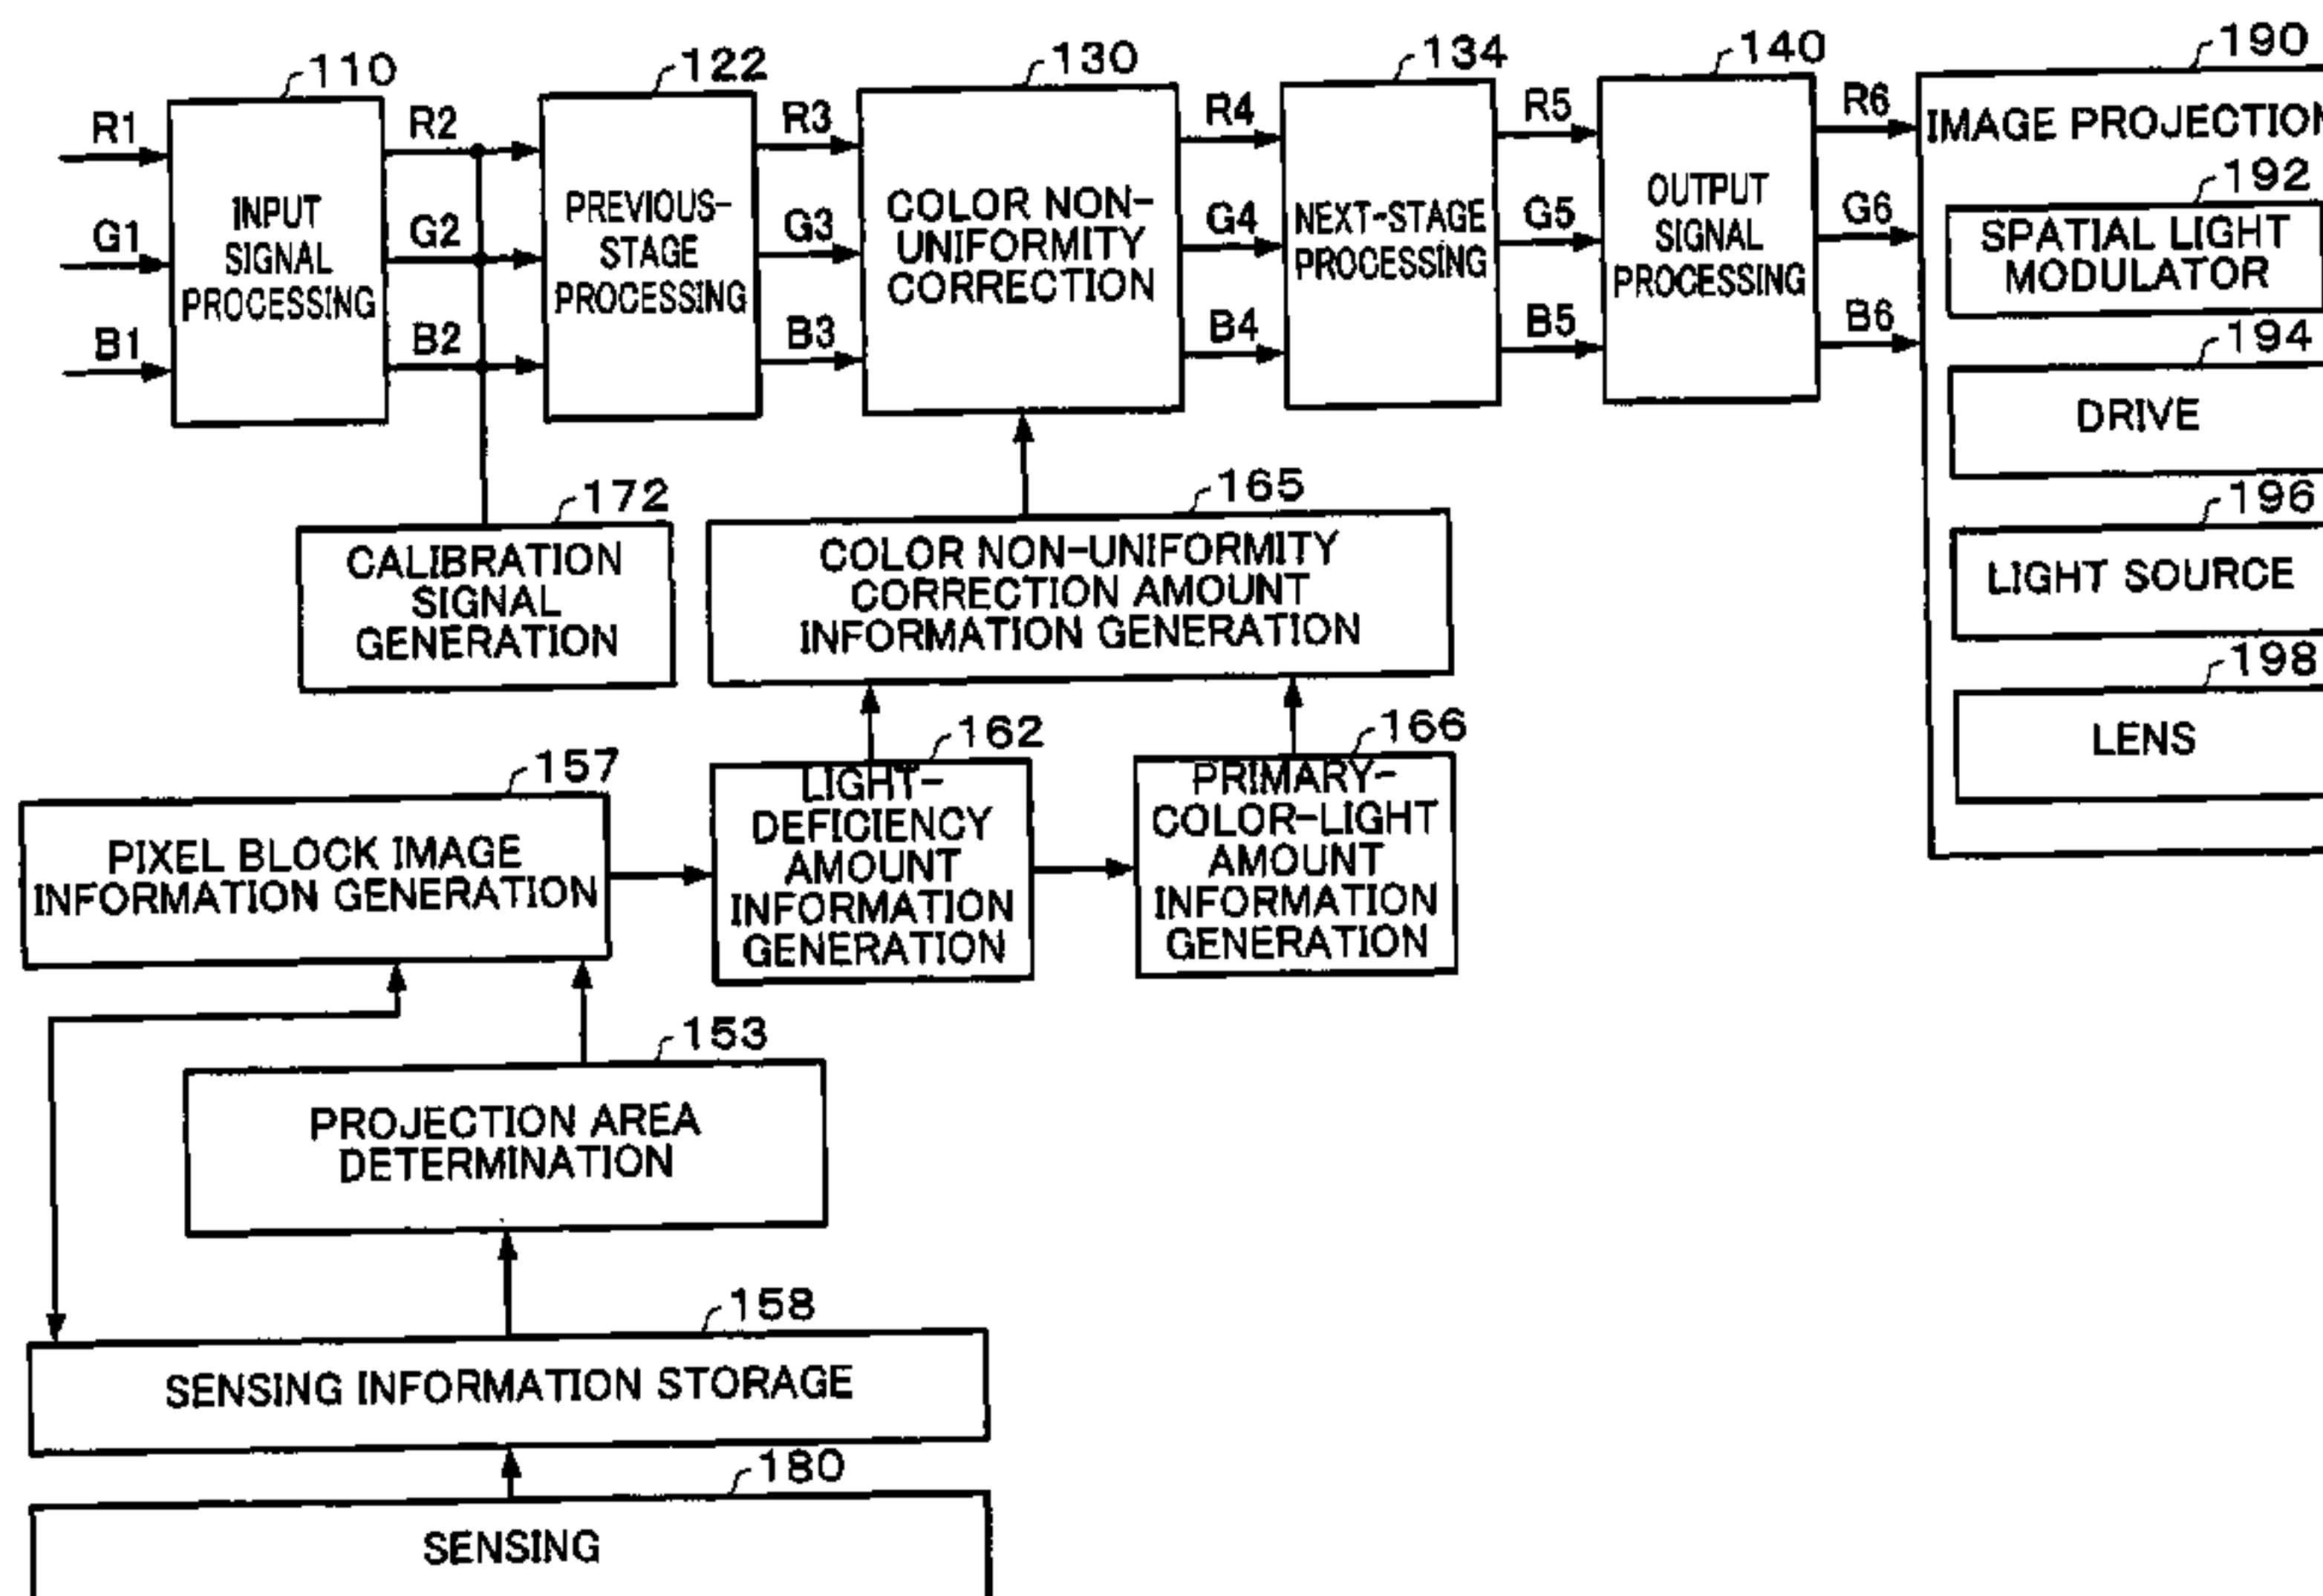 110
122
130
134
140
190
R1
R2
R3
R4
R5
R6
G1
G2
G3
G4
G5
G6
B1
B2
B3
B4
B5
B6
INPUT
SIGNAL
PROCESSING
PREVIOUS-
STAGE
PROCESSING
COLOR NON-
UNIFORMITY
CORRECTION
NEXT-STAGE
PROCESSING
OUTPUT
SIGNAL
PROCESSING
IMAGE PROJECTION
192
SPATIAL LIGHT
MODULATOR
194
DRIVE
196
LIGHT SOURCE
198
LENS
172
CALIBRATION
SIGNAL
GENERATION
165
COLOR NON-UNIFORMITY
CORRECTION AMOUNT
INFORMATION GENERATION
157
PIXEL BLOCK IMAGE
INFORMATION GENERATION
162
LIGHT-
DEFICIENCY
AMOUNT
INFORMATION
GENERATION
166
PRIMARY-
COLOR-LIGHT
AMOUNT
INFORMATION
GENERATION
153
PROJECTION AREA
DETERMINATION
158
SENSING INFORMATION STORAGE
180
SENSING